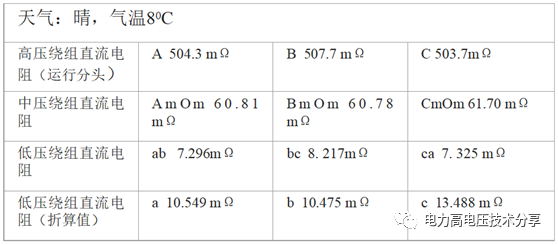 天气：晴，气温8⁰C
高压绕组直流电阻（运行分头） A 504.3 mΩ B 507.7 mΩ C 503.7mΩ
中压绕组直流电阻 AmOm 60.81 mΩ BmOm 60.78 mΩ CmOm 61.70 mΩ
低压绕组直流电阻 ab 7.296mΩ bc 8. 217mΩ ca 7. 325 mΩ
低压绕组直流电阻（折算值） a 10.549 mΩ b 10.475 mΩ c 13.488 mΩ
电力高电压技术分享